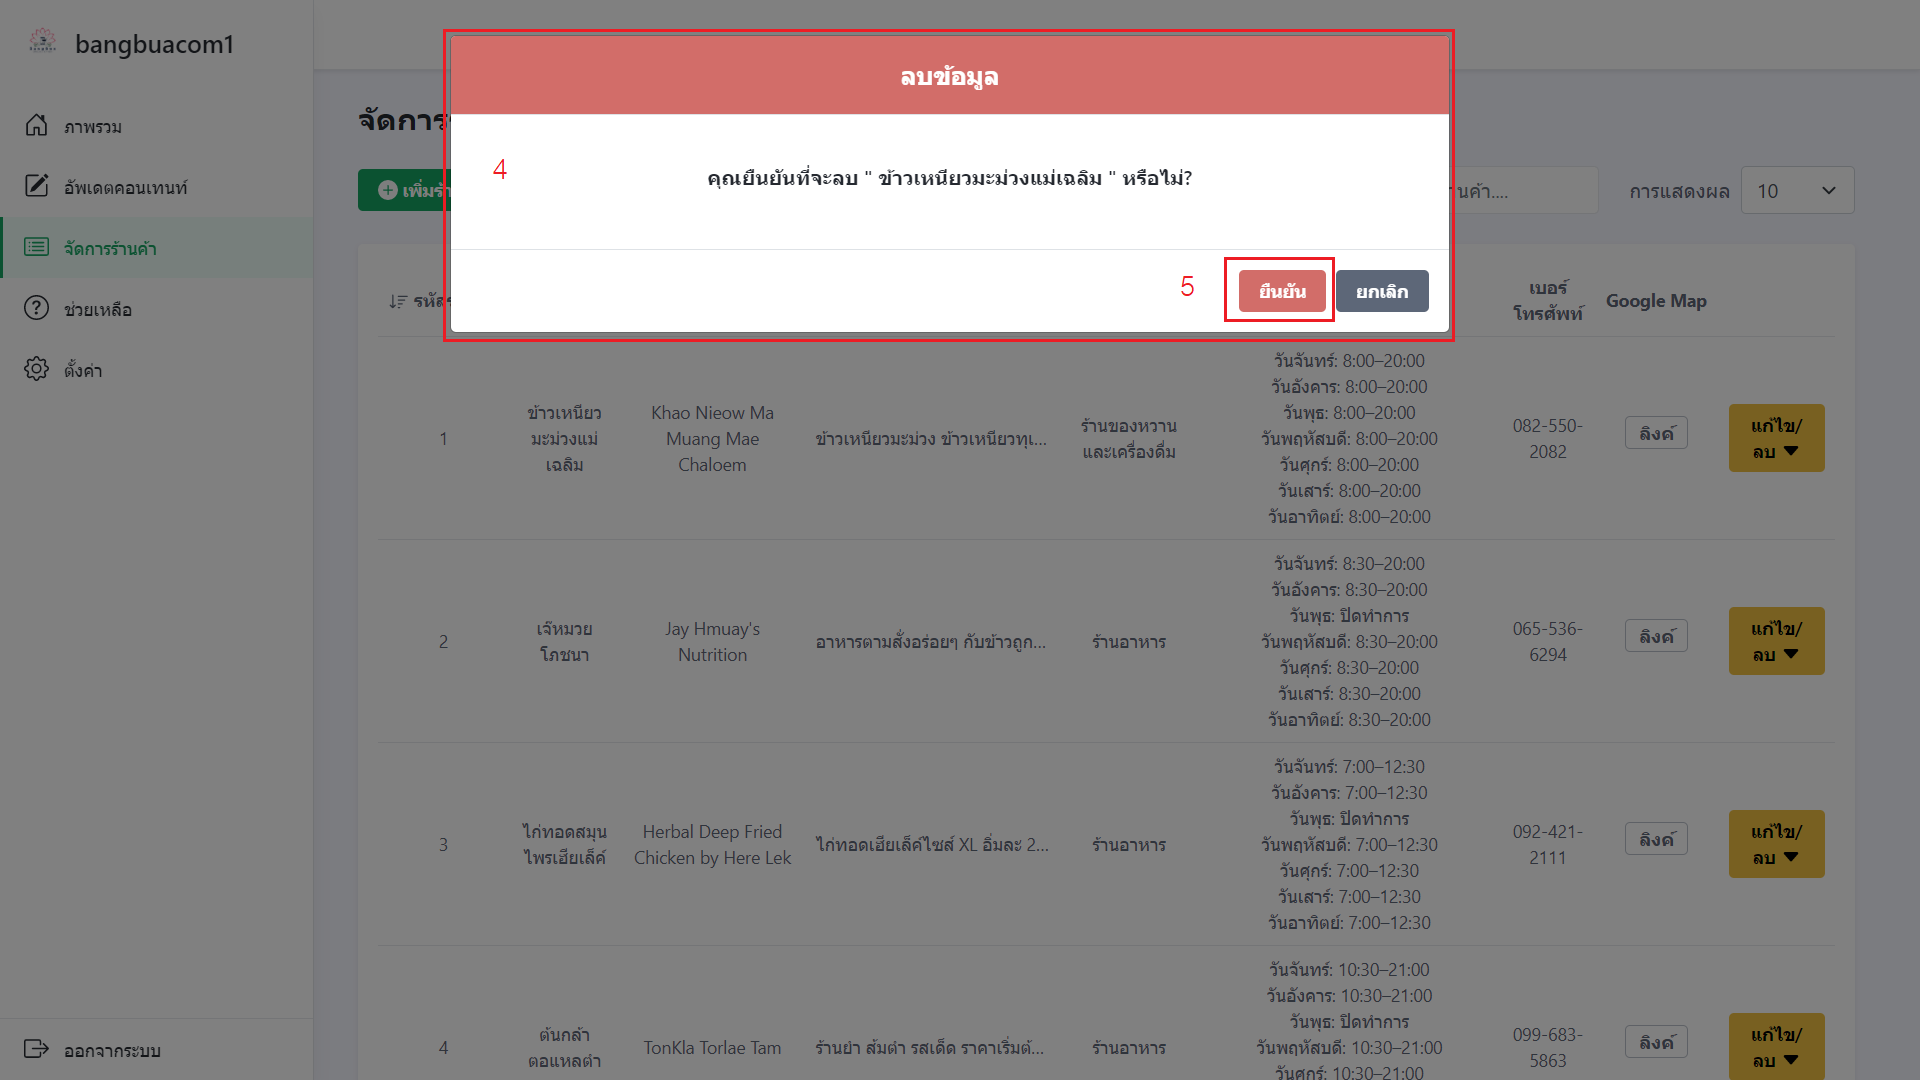 bangbuacom1
ภาพรวม
อัพเดตคอนเทนท์
จัดการร้านค้า
ช่วยเหลือ
ตั้งค่า
ออกจากระบบ
ลบข้อมูล
4
คุณยืนยันที่จะลบ " ข้าวเหนียวมะม่วงแม่เฉลิม " หรือไม่?
5
ยืนยัน
ยกเลิก
จัดการ
เพิ่มร้า
นค้า....
การแสดงผล
10
รหัส
เบอร์
โทรศัพท์
Google Map
1
ข้าวเหนียว
มะม่วงแม่
เฉลิม
Khao Nieow Ma
Muang Mae
Chaloem
ข้าวเหนียวมะม่วง ข้าวเหนียวทุเ...
ร้านของหวาน
และเครื่องดื่ม
วันจันทร์: 8:00–20:00
วันอังคาร: 8:00–20:00
วันพุธ: 8:00–20:00
วันพฤหัสบดี: 8:00–20:00
วันศุกร์: 8:00–20:00
วันเสาร์: 8:00–20:00
วันอาทิตย์: 8:00–20:00
082-550-
2082
ลิงค์
แก้ไข/
ลบ
2
เจ๊หมวย
โภชนา
Jay Hmuay's
Nutrition
อาหารตามสั่งอร่อยๆ กับข้าวถูก...
ร้านอาหาร
วันจันทร์: 8:30–20:00
วันอังคาร: 8:30–20:00
วันพุธ: ปิดทำการ
วันพฤหัสบดี: 8:30–20:00
วันศุกร์: 8:30–20:00
วันเสาร์: 8:30–20:00
วันอาทิตย์: 8:30–20:00
065-536-
6294
ลิงค์
แก้ไข/
ลบ
3
ไก่ทอดสมุน
ไพรเฮียเล็ค์
Herbal Deep Fried
Chicken by Here Lek
ไก่ทอดเฮียเล็ค์ไซส์ XL อิ่มละ 2...
ร้านอาหาร
วันจันทร์: 7:00–12:30
วันอังคาร: 7:00–12:30
วันพุธ: ปิดทำการ
วันพฤหัสบดี: 7:00–12:30
วันศุกร์: 7:00–12:30
วันเสาร์: 7:00–12:30
วันอาทิตย์: 7:00–12:30
092-421-
2111
ลิงค์
แก้ไข/
ลบ
4
ต้นกล้า
ตอแหลตำ
TonKla Torlae Tam
ร้านยำ ส้มตำ รสเด็ด ราคาเริ่มต้...
ร้านอาหาร
วันจันทร์: 10:30–21:00
วันอังคาร: 10:30–21:00
วันพุธ: ปิดทำการ
วันพฤหัสบดี: 10:30–21:00
วันศุกร์: 10:30–21:00
099-683-
5863
ลิงค์
แก้ไข/
ลบ